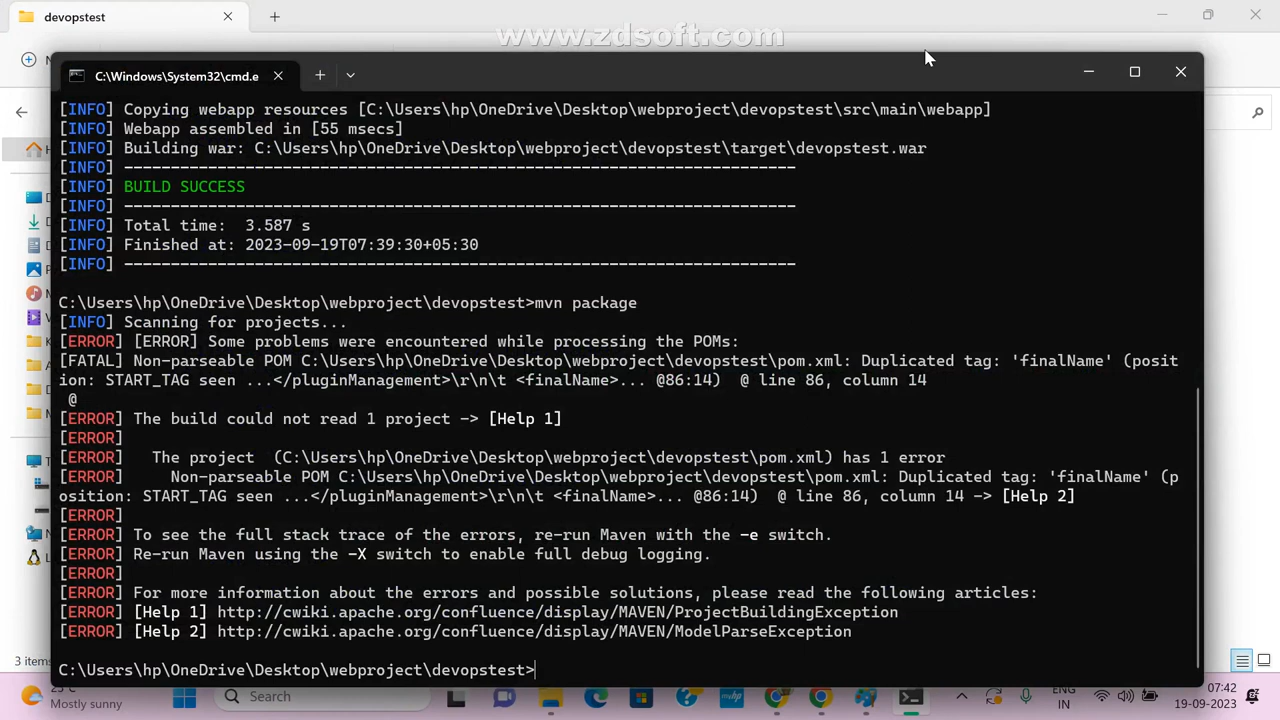 devopstest
www.zdsoft.com
C:\Windows\System32\cmd.e
[INFO] Copying webapp resources [C:\Users\hp\OneDrive\Desktop\webproject\devopstest\src\main\webapp]
[INFO] Webapp assembled in [55 msecs]
[INFO] Building war: C:\Users\hp\OneDrive\Desktop\webproject\devopstest\target\devopstest.war
[INFO] ------------------------------------------------------------------------
[INFO] BUILD SUCCESS
[INFO] ------------------------------------------------------------------------
[INFO] Total time:  3.587 s
[INFO] Finished at: 2023-09-19T07:39:30+05:30
[INFO] ------------------------------------------------------------------------
C:\Users\hp\OneDrive\Desktop\webproject\devopstest>mvn package
[INFO] Scanning for projects...
[ERROR] [ERROR] Some problems were encountered while processing the POMs:
[FATAL] Non-parseable POM C:\Users\hp\OneDrive\Desktop\webproject\devopstest\pom.xml: Duplicated tag: 'finalName' (posit
ion: START_TAG seen ...</pluginManagement>\r\n\t <finalName>... @86:14)  @ line 86, column 14
@
[ERROR] The build could not read 1 project -> [Help 1]
[ERROR]
[ERROR]   The project  (C:\Users\hp\OneDrive\Desktop\webproject\devopstest\pom.xml) has 1 error
[ERROR]     Non-parseable POM C:\Users\hp\OneDrive\Desktop\webproject\devopstest\pom.xml: Duplicated tag: 'finalName' (p
osition: START_TAG seen ...</pluginManagement>\r\n\t <finalName>... @86:14)  @ line 86, column 14 -> [Help 2]
[ERROR]
[ERROR] To see the full stack trace of the errors, re-run Maven with the -e switch.
[ERROR] Re-run Maven using the -X switch to enable full debug logging.
[ERROR]
[ERROR] For more information about the errors and possible solutions, please read the following articles:
[ERROR] [Help 1] http://cwiki.apache.org/confluence/display/MAVEN/ProjectBuildingException
[ERROR] [Help 2] http://cwiki.apache.org/confluence/display/MAVEN/ModelParseException
C:\Users\hp\OneDrive\Desktop\webproject\devopstest>
3 items
Mostly sunny
Search
ENG
IN
07:42
19-09-2023